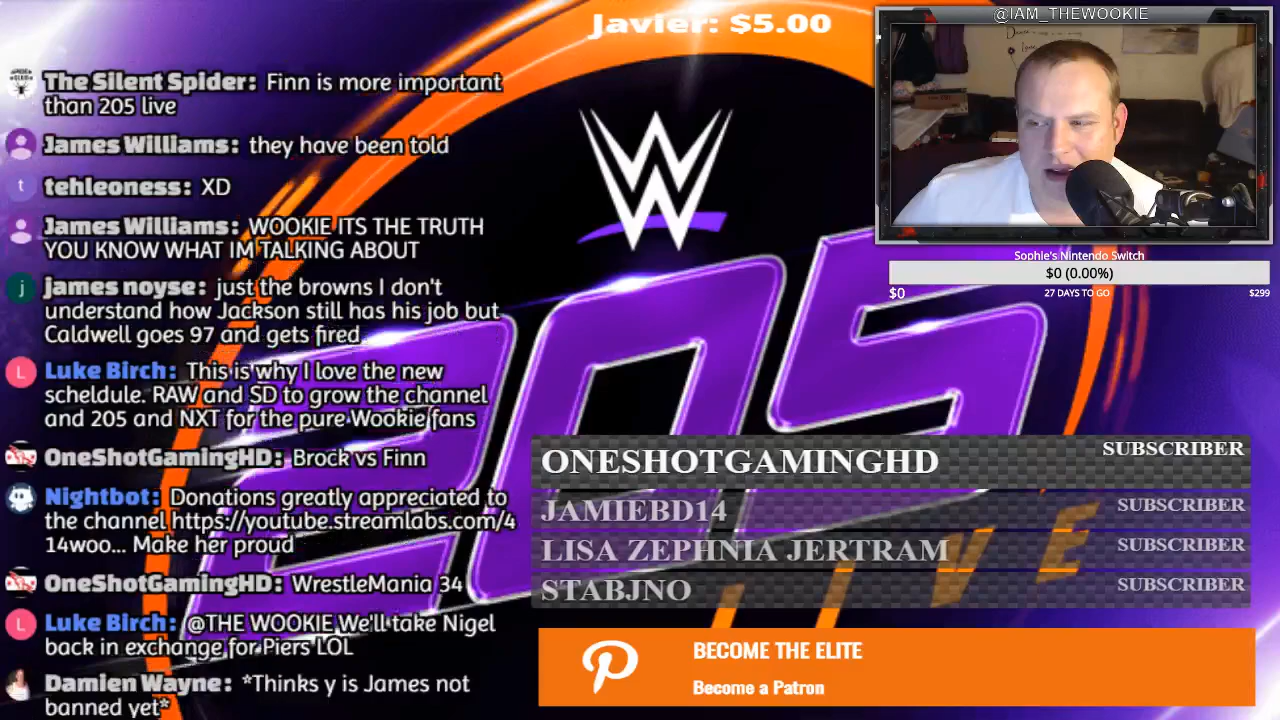 Javier: $5.00
@IAM_THEWOOKIE
The Silent Spider: Finn is more important
than 205 live
James Williams: they have been told
t tehleoness: XD
James Williams: WOOKIE ITS THE TRUTH
YOU KNOW WHAT IM TALKING ABOUT
j james noyse: just the browns I don't
understand how Jackson still has his job but
Caldwell goes 97 and gets fired
L Luke Birch: This is why I love the new
scheldule. RAW and SD to grow the channel
and 205 and NXT for the pure Wookie fans
OneShotGamingHD: Brock vs Finn
Nightbot: Donations greatly appreciated to
the channel https://youtube.streamlabs.com/4
14woo... Make her proud
OneShotGamingHD: WrestleMania 34
L Luke Birch: @THE WOOKIE We'll take Nigel
back in exchange for Piers LOL
Damien Wayne: *Thinks y is James not
banned yet*
W
205
LIVE
Sophie's Nintendo Switch
$0 (0.00%)
$0 27 DAYS TO GO $299
ONESHOTGAMINGHD SUBSCRIBER
JAMIEBD14 SUBSCRIBER
LISA ZEPHNIA JERTRAM SUBSCRIBER
STABJNO SUBSCRIBER
BECOME THE ELITE
Become a Patron